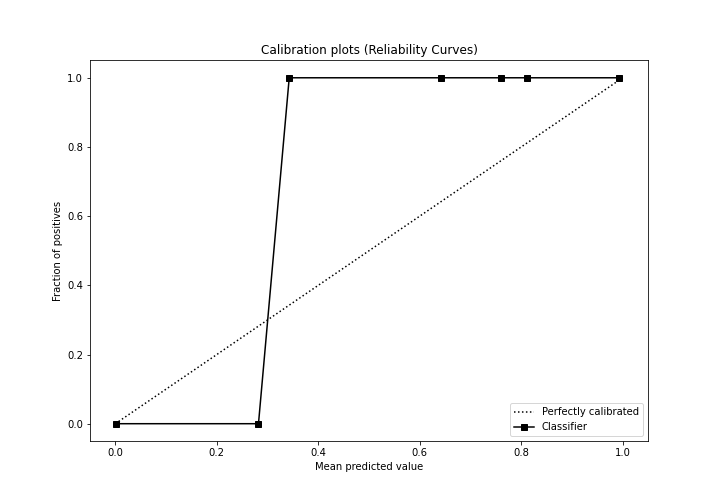 Calibration plots (Reliability Curves)
1.0
0.8
0.6
0.4
0.2
0.0
Fraction of positives
0.0 0.2 0.4 0.6 0.8 1.0
Mean predicted value
Perfectly calibrated
Classifier